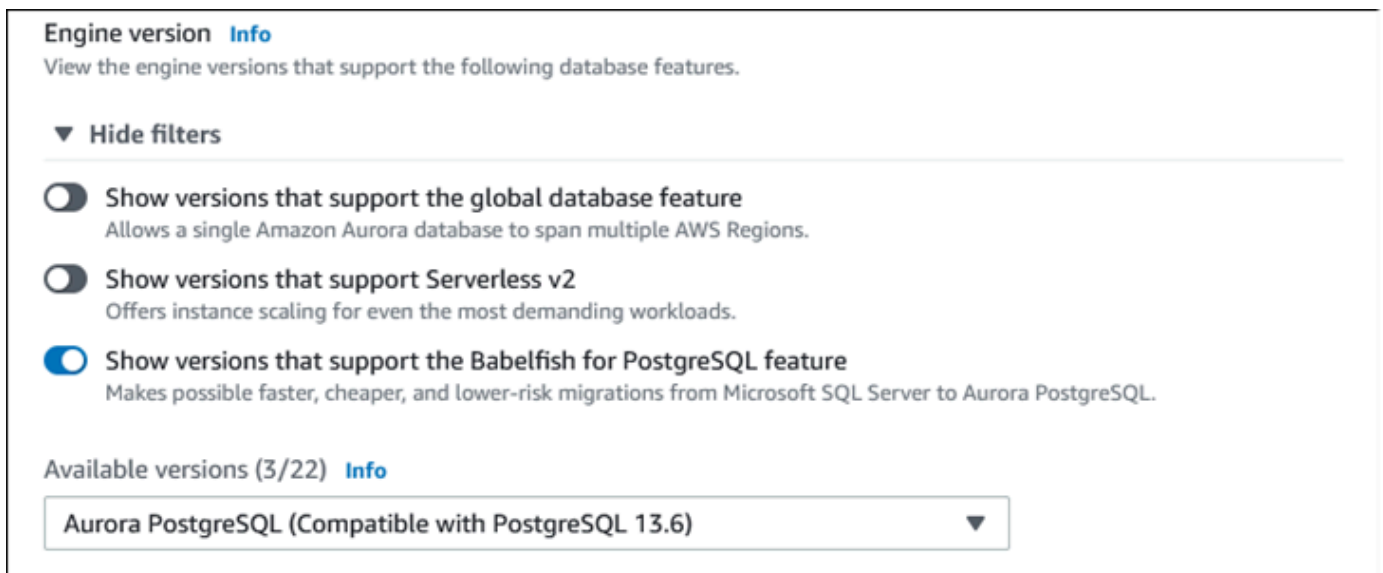 Engine version Info
View the engine versions that support the following database features.
▼ Hide filters
Show versions that support the global database feature
Allows a single Amazon Aurora database to span multiple AWS Regions.
Show versions that support Serverless v2
Offers instance scaling for even the most demanding workloads.
Show versions that support the Babelfish for PostgreSQL feature
Makes possible faster, cheaper, and lower-risk migrations from Microsoft SQL Server to Aurora PostgreSQL.
Available versions (3/22) Info
Aurora PostgreSQL (Compatible with PostgreSQL 13.6) ▼